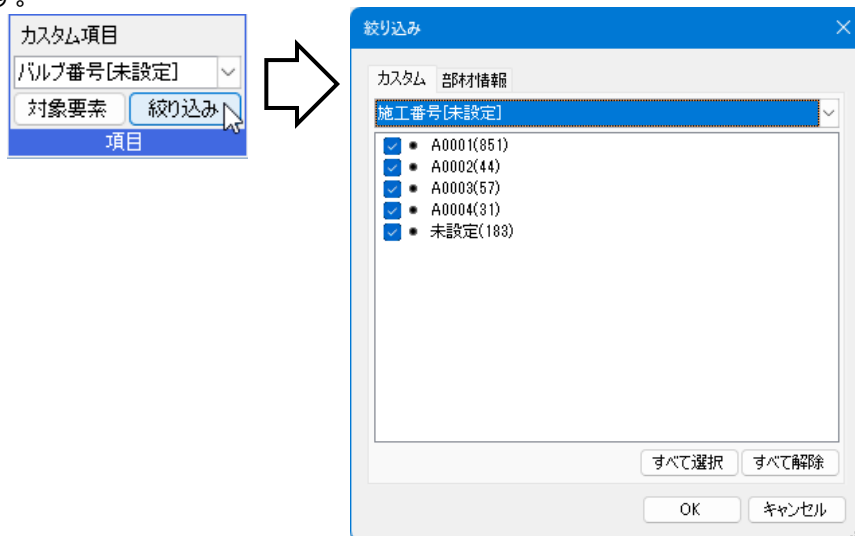 す。
カスタム項目
バルブ番号[未設定]
対象要素
絞り込み
項目
絞り込み
カスタム
部材情報
施工番号[未設定]
A0001(851)
A0002(44)
A0003(57)
A0004(31)
未設定(183)
すべて選択
すべて解除
OK
キャンセル